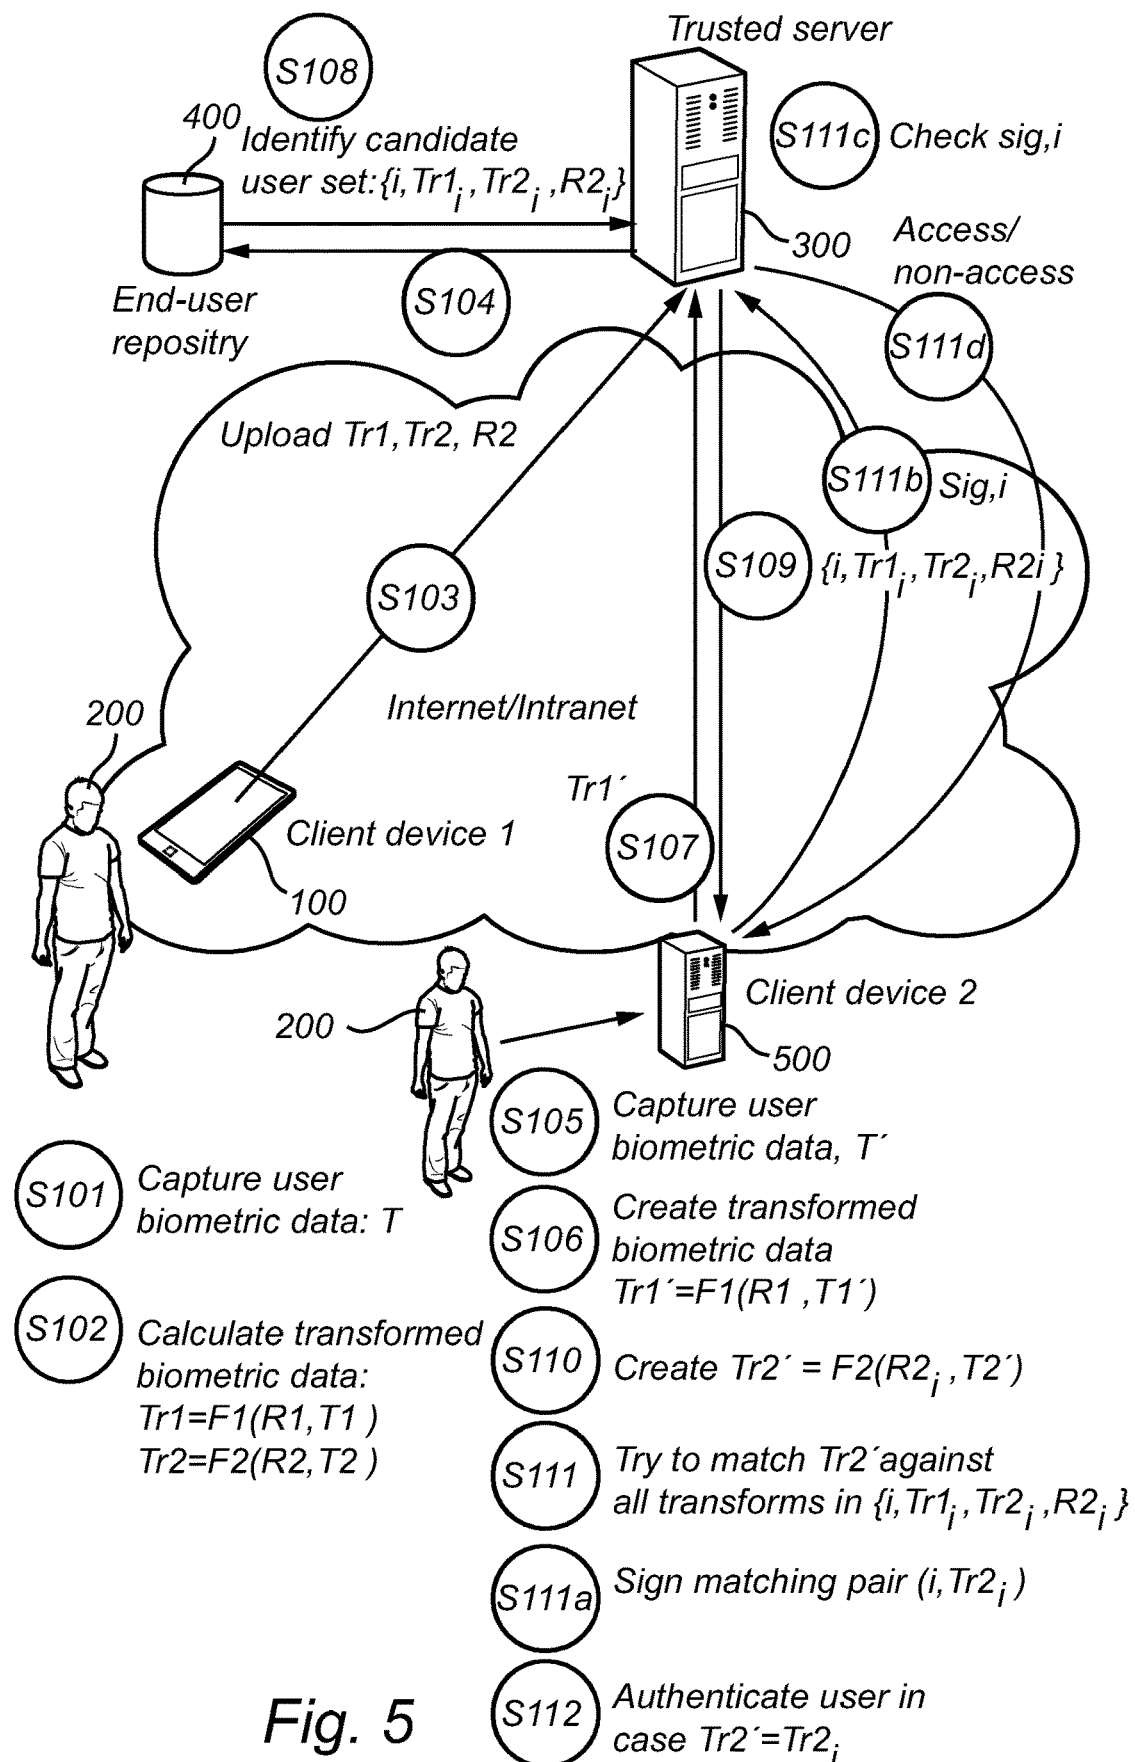 Trusted server
S108
400
Identify candidate
user set:{i,Tr1i,Tr2i,R2i}
S111c
Check sig,i
300
Access/
non-access
S104
End-user
repositry
S111d
Upload Tr1,Tr2, R2
S111b
Sig,i
S109
{i,Tr1i,Tr2i,R2i }
S103
Internet/Intranet
200
Tr1´
S107
Client device 1
100
Client device 2
200
500
S105
Capture user
biometric data, T´
S101
Capture user
biometric data: T
S106
Create transformed
biometric data
Tr1´=F1(R1 ,T1´)
S102
Calculate transformed
biometric data:
Tr1=F1(R1,T1 )
Tr2=F2(R2,T2 )
S110
Create Tr2´ = F2(R2i ,T2´)
S111
Try to match Tr2´against
all transforms in {i,Tr1i,Tr2i ,R2i }
S111a
Sign matching pair (i,Tr2i )
S112
Authenticate user in
case Tr2´=Tr2i
Fig. 5